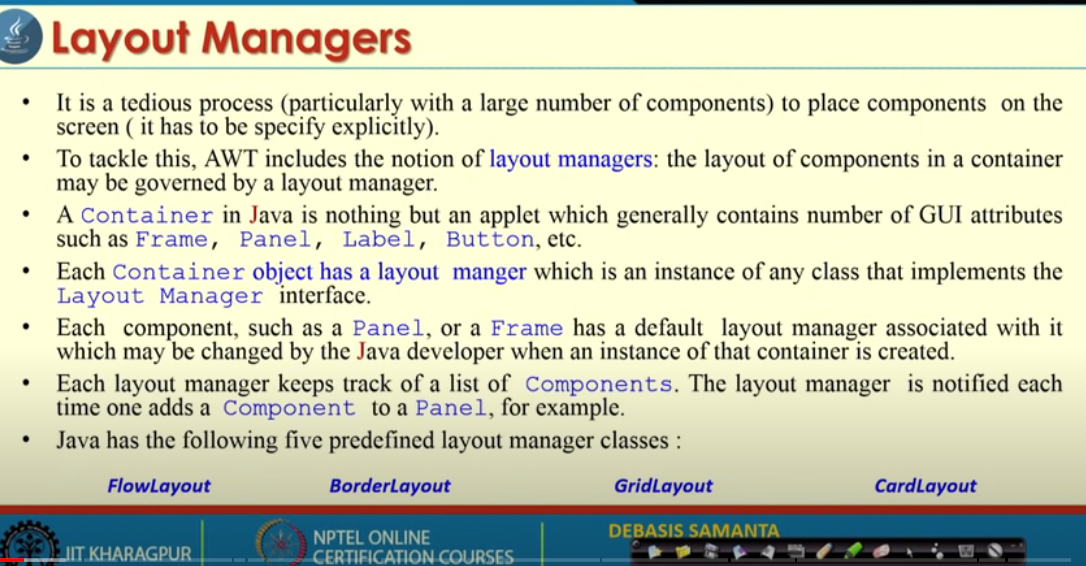 Layout Managers
• It is a tedious process (particularly with a large number of components) to place components on the
screen ( it has to be specify explicitly).
• To tackle this, AWT includes the notion of layout managers: the layout of components in a container
may be governed by a layout manager.
• A Container in Java is nothing but an applet which generally contains number of GUI attributes
such as Frame, Panel, Label, Button, etc.
• Each Container object has a layout manger which is an instance of any class that implements the
Layout Manager interface.
• Each component, such as a Panel, or a Frame has a default layout manager associated with it
which may be changed by the Java developer when an instance of that container is created.
• Each layout manager keeps track of a list of Components. The layout manager is notified each
time one adds a Component to a Panel, for example.
• Java has the following five predefined layout manager classes :
FlowLayout BorderLayout GridLayout CardLayout
IIT KHARAGPUR
NPTEL ONLINE
CERTIFICATION COURSES
DEBASIS SAMANTA